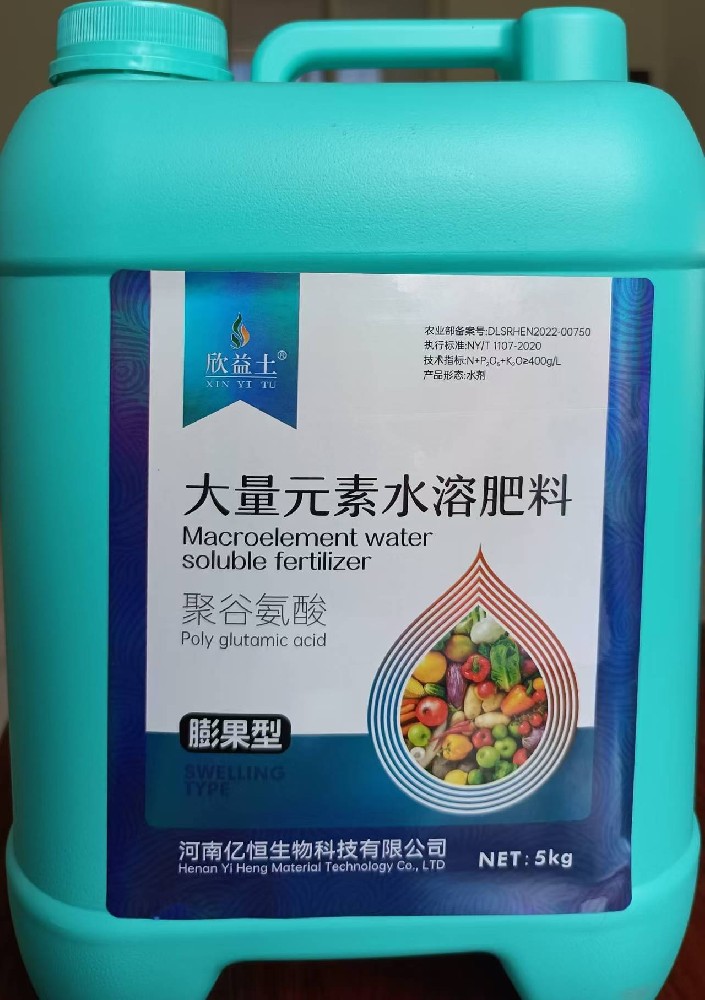 欣益土®
XIN YI TU
农业部备案号:DLSRHEN2022-00750
执行标准:NY/T 1107-2020
技术指标:N+P₂O₅+K₂O≥400g/L
产品形态:水剂
大量元素水溶肥料
Macroelement water
soluble fertilizer
聚谷氨酸
Poly glutamic acid
膨果型
SWELLING
TYPE
河南亿恒生物科技有限公司
Henan Yi Heng Material Technology Co., LTD
NET: 5kg